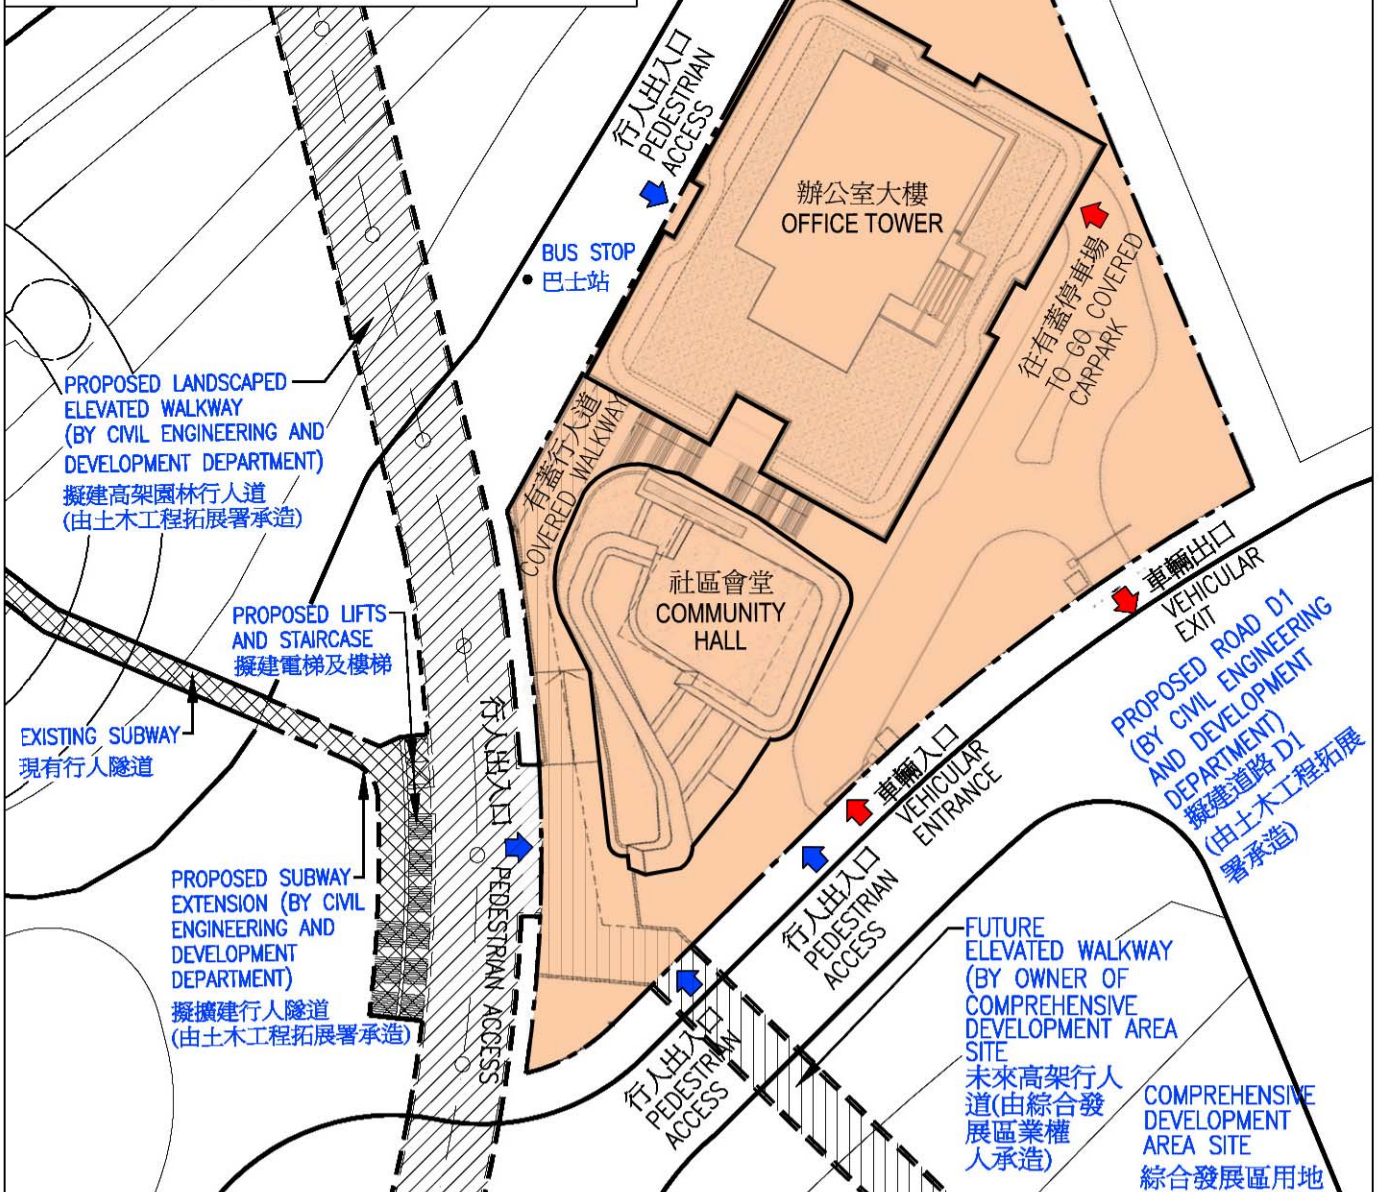 行人出入口
PEDESTRIAN
ACCESS
辦公室大樓
OFFICE TOWER
BUS STOP
巴士站
往有蓋停車場
TO GO COVERED
CARPARK
PROPOSED LANDSCAPED
ELEVATED WALKWAY
(BY CIVIL ENGINEERING AND
DEVELOPMENT DEPARTMENT)
擬建高架園林行人道
(由土木工程拓展署承造)
有蓋行人道
COVERED WALKWAY
社區會堂
COMMUNITY
HALL
車輛出口
VEHICULAR
EXIT
PROPOSED LIFTS
AND STAIRCASE
擬建電梯及樓梯
EXISTING SUBWAY
現有行人隧道
PROPOSED ROAD D1
(BY CIVIL ENGINEERING
AND DEVELOPMENT
DEPARTMENT)
擬建道路 D1
(由土木工程拓展
署承造)
行人出入口
PEDESTRIAN ACCESS
車輛入口
VEHICULAR
ENTRANCE
PROPOSED SUBWAY
EXTENSION (BY CIVIL
ENGINEERING AND
DEVELOPMENT
DEPARTMENT)
擬擴建行人隧道
(由土木工程拓展署承造)
行人出入口
PEDESTRIAN
ACCESS
行人出入口
PEDESTRIAN
ACCESS
FUTURE
ELEVATED WALKWAY
(BY OWNER OF
COMPREHENSIVE
DEVELOPMENT AREA
SITE
未來高架行人
道(由綜合發
展區業權
人承造)
COMPREHENSIVE
DEVELOPMENT
AREA SITE
綜合發展區用地